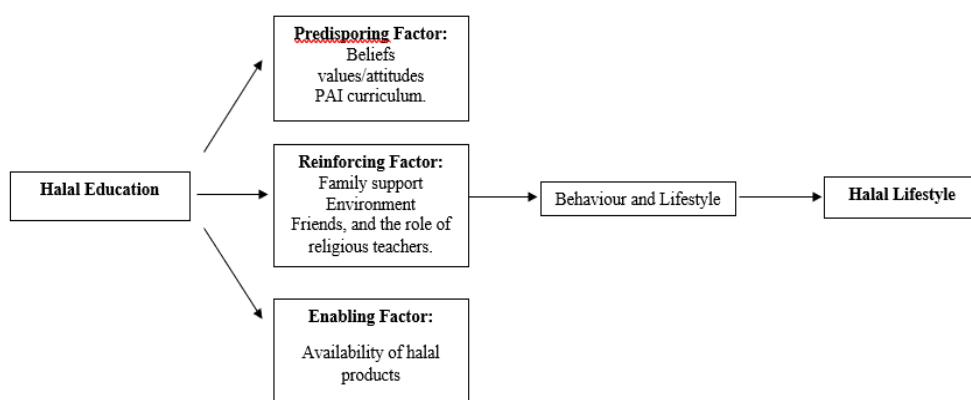 Halal Education
Predisporing Factor:
Beliefs
values/attitudes
PAI curriculum.
Reinforcing Factor:
Family support
Environment
Friends, and the role of
religious teachers.
Enabling Factor:
Availability of halal
products
Behaviour and Lifestyle
Halal Lifestyle